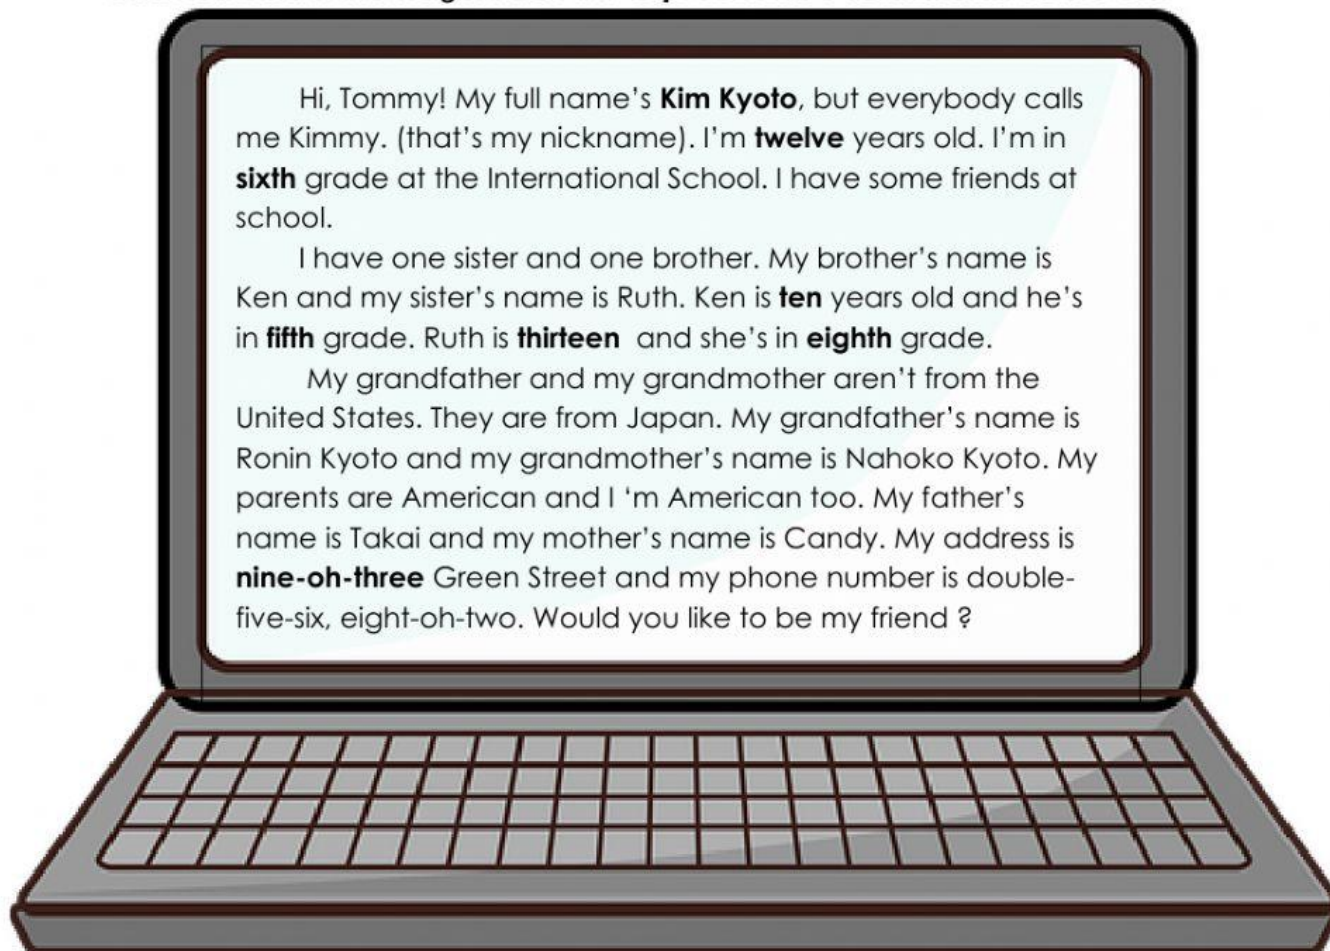 Hi, Tommy! My full name's Kim Kyoto, but everybody calls
me Kimmy. (that's my nickname). I'm twelve years old. I'm in
sixth grade at the International School. I have some friends at
school.
I have one sister and one brother. My brother's name is
Ken and my sister's name is Ruth. Ken is ten years old and he's
in fifth grade. Ruth is thirteen and she's in eighth grade.
My grandfather and my grandmother aren't from the
United States. They are from Japan. My grandfather's name is
Ronin Kyoto and my grandmother's name is Nahoko Kyoto. My
parents are American and I 'm American too. My father's
name is Takai and my mother's name is Candy. My address is
nine-oh-three Green Street and my phone number is double-
five-six, eight-oh-two. Would you like to be my friend ?